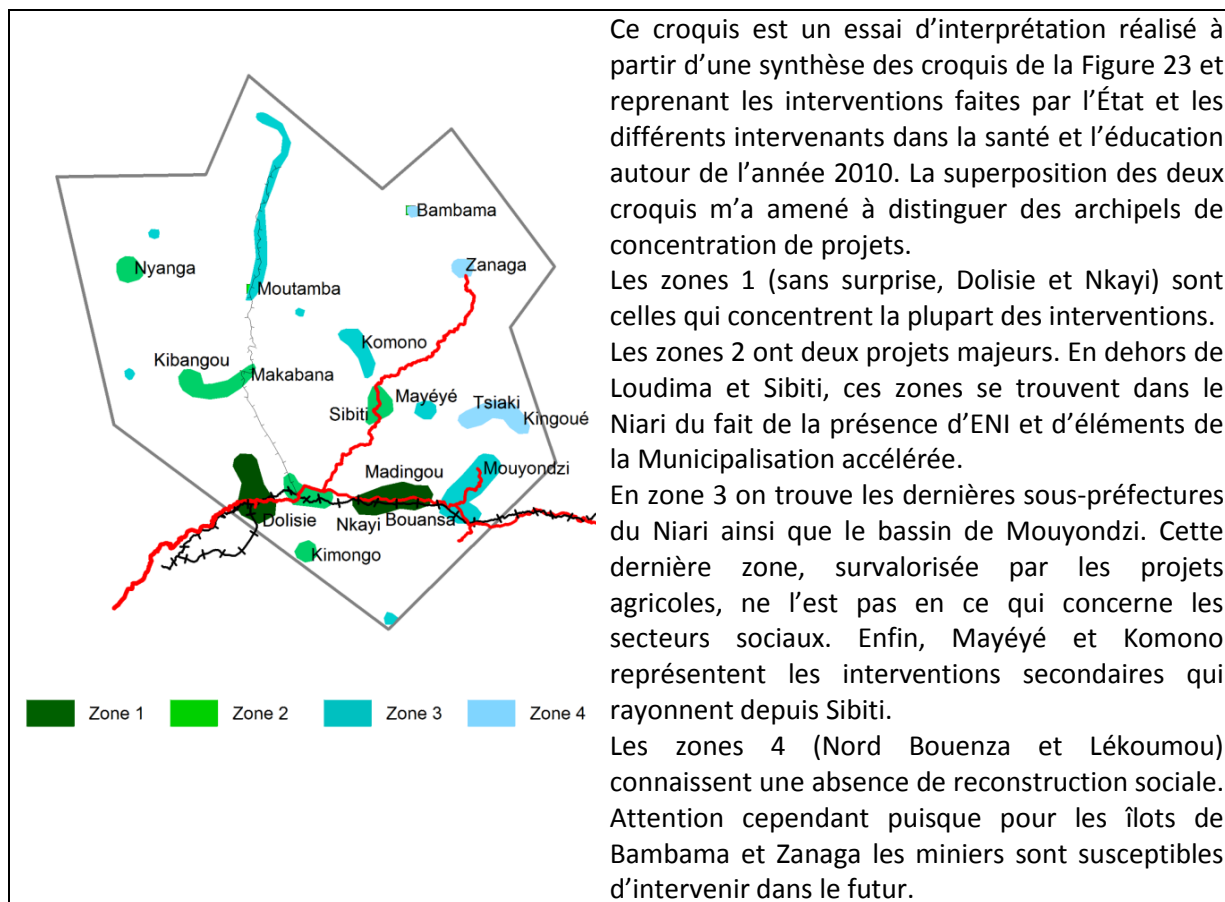 Bambama
Zanaga
Nyanga
Moutamba
Komono
Kibangou
Makabana
Mayéyé
Tsiaki
Sibiti
Kingoué
Madingou
Mouyondzi
Dolisie
Nkayi
Bouansa
Kimongo
Zone 1
Zone 2
Zone 3
Zone 4
Ce croquis est un essai d’interprétation réalisé à
partir d’une synthèse des croquis de la Figure 23 et
reprenant les interventions faites par l’État et les
différents intervenants dans la santé et l’éducation
autour de l’année 2010. La superposition des deux
croquis m’a amené à distinguer des archipels de
concentration de projets.
Les zones 1 (sans surprise, Dolisie et Nkayi) sont
celles qui concentrent la plupart des interventions.
Les zones 2 ont deux projets majeurs. En dehors de
Loudima et Sibiti, ces zones se trouvent dans le
Niari du fait de la présence d’ENI et d’éléments de
la Municipalisation accélérée.
En zone 3 on trouve les dernières sous-préfectures
du Niari ainsi que le bassin de Mouyondzi. Cette
dernière zone, survalorisée par les projets
agricoles, ne l’est pas en ce qui concerne les
secteurs sociaux. Enfin, Mayéyé et Komono
représentent les interventions secondaires qui
rayonnent depuis Sibiti.
Les zones 4 (Nord Bouenza et Lékoumou)
connaissent une absence de reconstruction sociale.
Attention cependant puisque pour les îlots de
Bambama et Zanaga les miniers sont susceptibles
d’intervenir dans le futur.